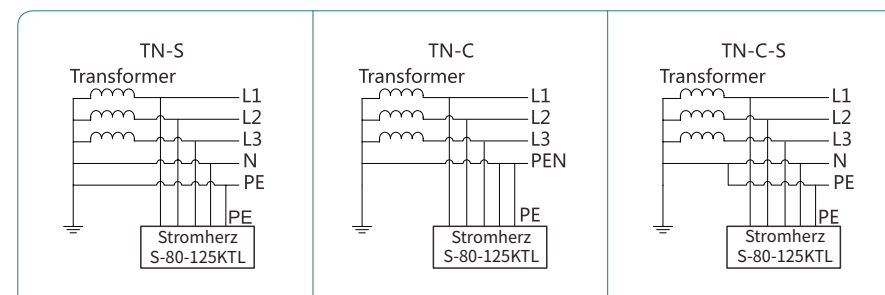 TN-S
Transformer
L1
L2
L3
N
PE
PE
Stromherz
S-80-125KTL
TN-C
Transformer
L1
L2
L3
PEN
PE
Stromherz
S-80-125KTL
TN-C-S
Transformer
L1
L2
L3
N
PE
PE
Stromherz
S-80-125KTL